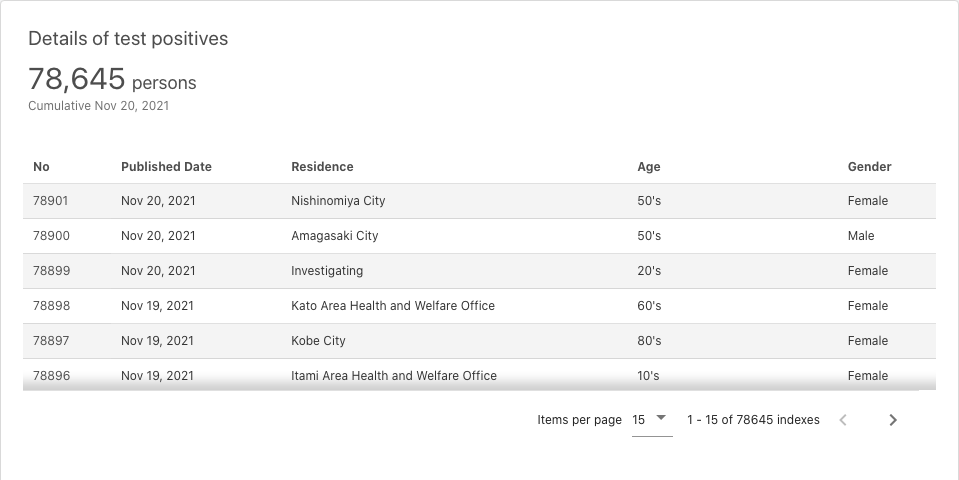 Details of test positives
78,645 persons
Cumulative Nov 20, 2021
No Published Date Residence Age Gender
78901 Nov 20, 2021 Nishinomiya City 50's Female
78900 Nov 20, 2021 Amagasaki City 50's Male
78899 Nov 20, 2021 Investigating 20's Female
78898 Nov 19, 2021 Kato Area Health and Welfare Office 60's Female
78897 Nov 19, 2021 Kobe City 80's Female
78896 Nov 19, 2021 Itami Area Health and Welfare Office 10's Female
Items per page 15 1 - 15 of 78645 indexes